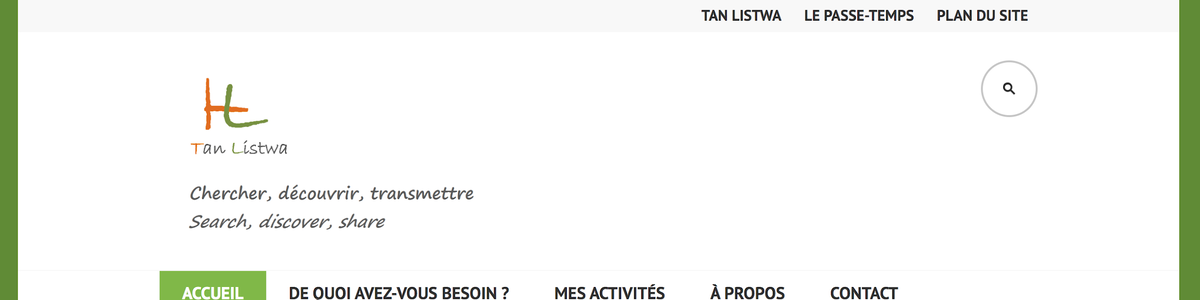 TAN LISTWA LE PASSE-TEMPS PLAN DU SITE
Tan Listwa
Chercher, découvrir, transmettre
Search, discover, share
ACCUEIL DE QUOI AVEZ-VOUS BESOIN ? MES ACTIVITÉS À PROPOS CONTACT